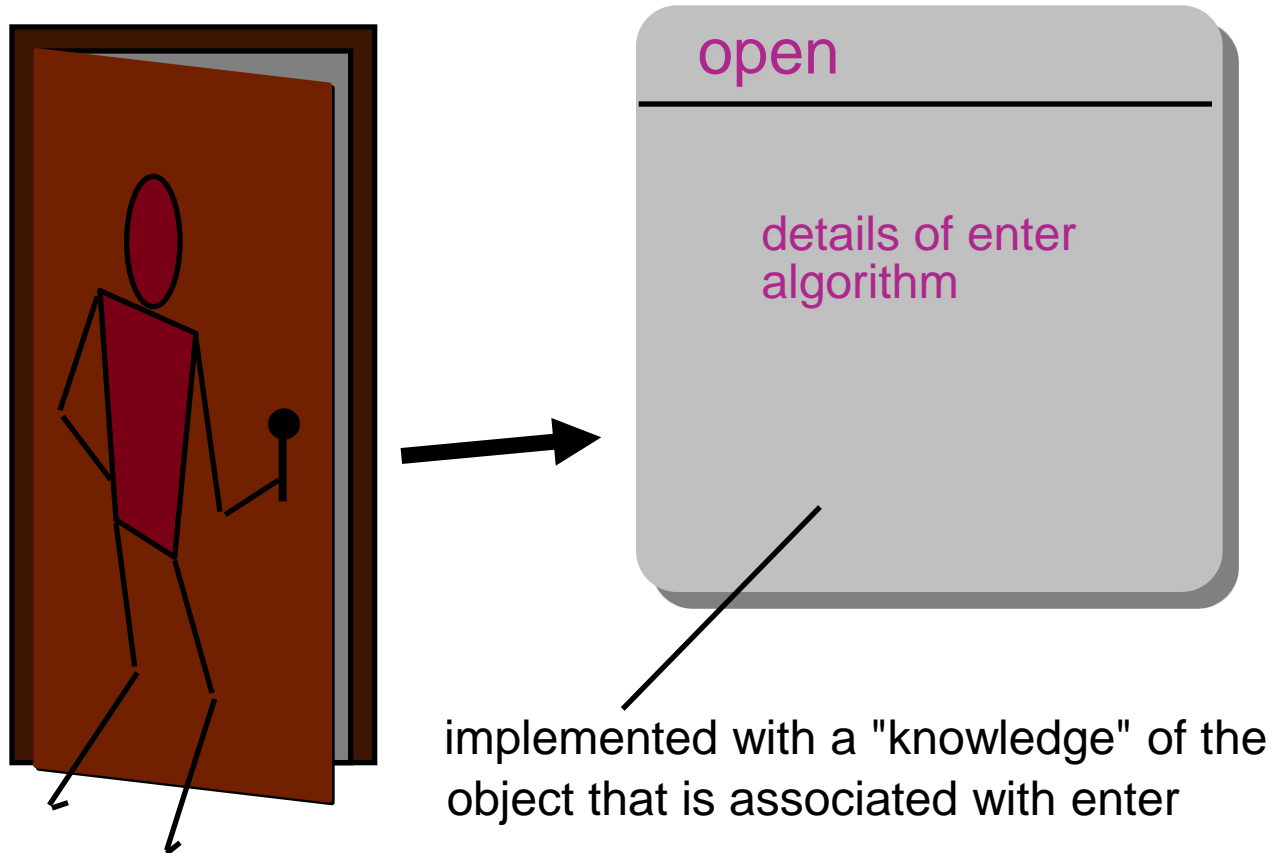 open
details of enter
algorithm
implemented with a "knowledge" of the
object that is associated with enter